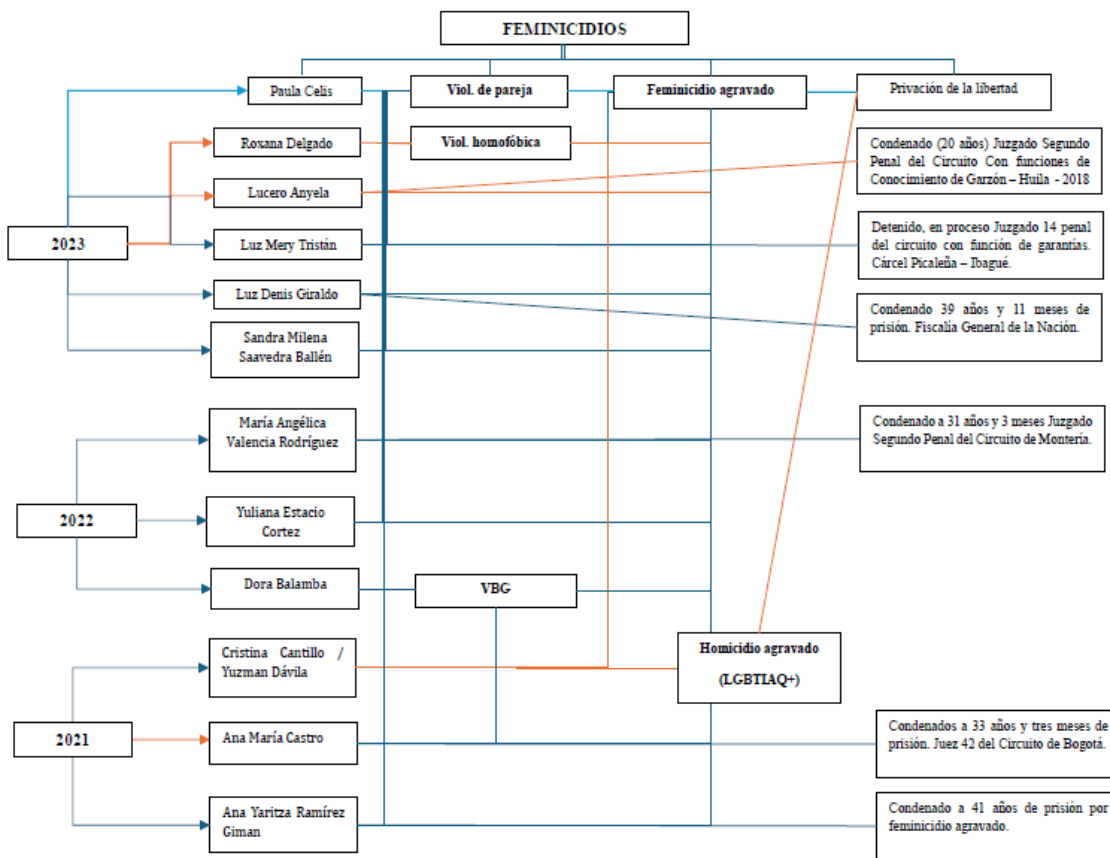 FEMINICIDIOS
Paula Celis
Viol. de pareja
Feminicidio agravado
Privación de la libertad
Roxana Delgado
Viol. homofóbica
Condenado (20 años) Juzgado Segundo
Penal del Circuito Con funciones de
Conocimiento de Garzón – Huila - 2018
Lucero Anyela
2023
Luz Mery Tristán
Detenido, en proceso Juzgado 14 penal
del circuito con función de garantías.
Cárcel Picaleña – Ibagué.
Luz Denis Giraldo
Condenado 39 años y 11 meses de
prisión. Fiscalía General de la Nación.
Sandra Milena
Saavedra Ballén
María Angélica
Valencia Rodríguez
Condenado a 31 años y 3 meses Juzgado
Segundo Penal del Circuito de Montería.
2022
Yuliana Estacio
Cortez
Dora Balamba
VBG
Cristina Cantillo /
Yuzman Dávila
Homicidio agravado
(LGBTIAQ+)
2021
Ana María Castro
Condenados a 33 años y tres meses de
prisión. Juez 42 del Circuito de Bogotá.
Ana Yaritza Ramírez
Giman
Condenado a 41 años de prisión por
feminicidio agravado.